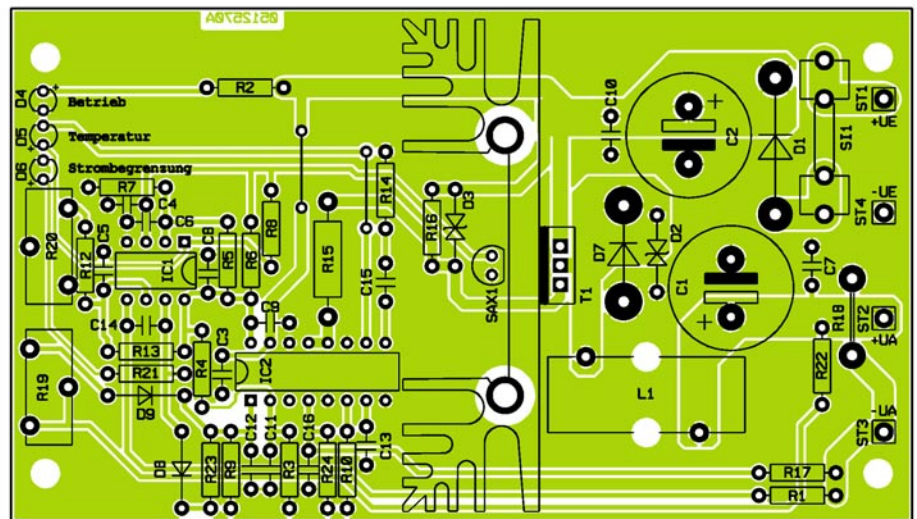 0512570A
D4
Betrieb
D5
Temperatur
D6
Strombegrenzung
R2
C10
C2
D1
SI1
ST1
+UE
-UE
ST4
R7
C4
C6
R20
R12
C5
IC1
C8
R5
R6
R8
R15
R14
C15
R16
D3
SAX1
T1
D7
D2
C1
C7
R18
ST2
+UA
C14
C9
R13
R21
D9
R4
C3
IC2
R19
L1
R22
-UA
ST3
D8
R23
R9
C12
C11
R3
C16
R24
R10
C13
R17
R1